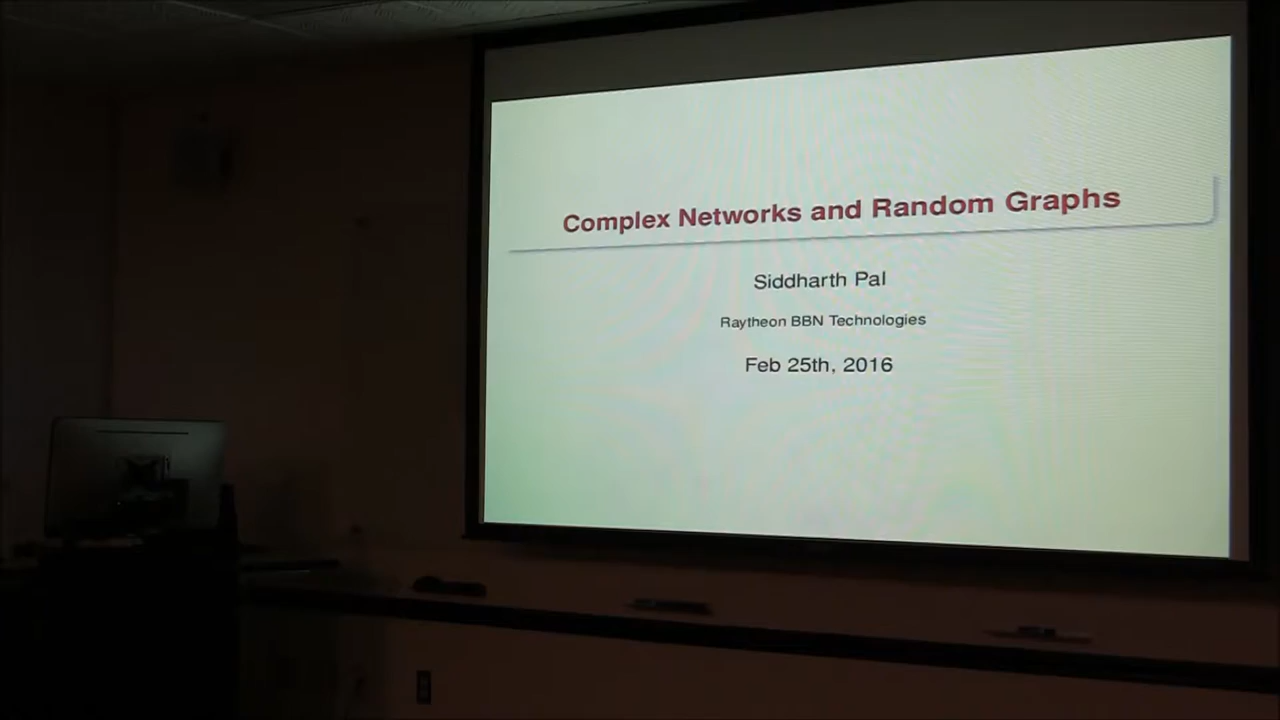 Complex Networks and Random Graphs
Siddharth Pal
Raytheon BBN Technologies
Feb 25th, 2016